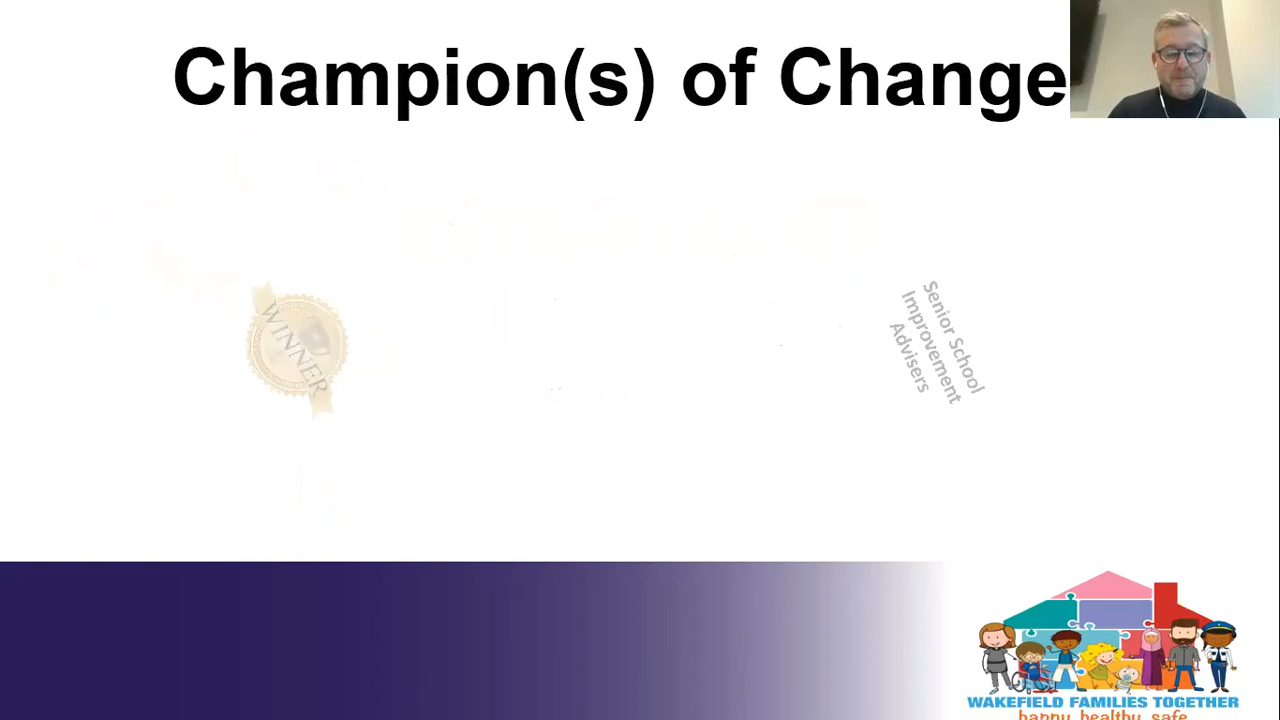 Champion(s) of Change
WINNER
Senior School
Improvement
Advisers
WAKEFIELD FAMILIES TOGETHER
happy, healthy, safe